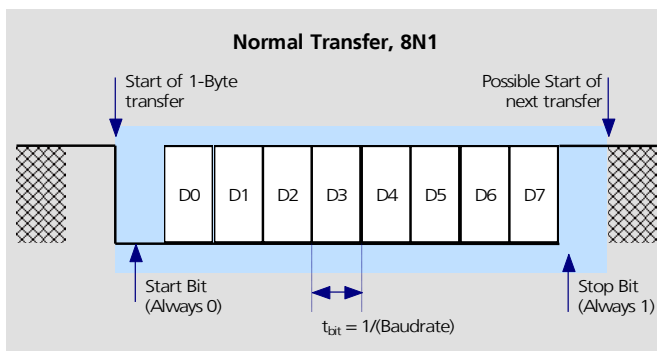 Normal Transfer, 8N1
Start of 1-Byte
transfer
Possible Start of
next transfer
D0 D1 D2 D3 D4 D5 D6 D7
Start Bit
(Always 0)
t_bit = 1/(Baudrate)
Stop Bit
(Always 1)